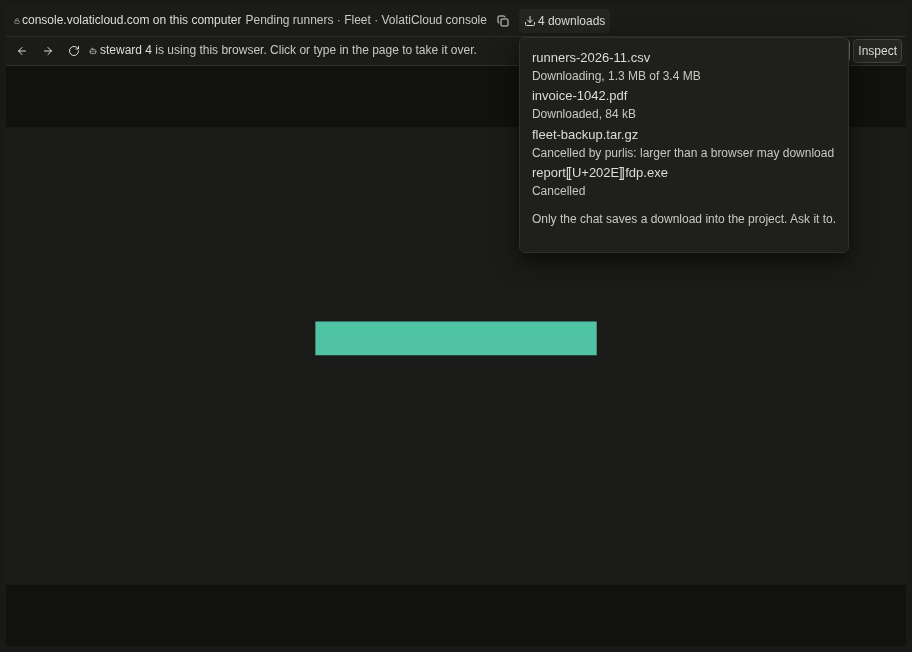 console.volaticloud.com on this computer Pending runners · Fleet · VolatiCloud console
4 downloads
steward 4 is using this browser. Click or type in the page to take it over.
Inspect
runners-2026-11.csv
Downloading, 1.3 MB of 3.4 MB
invoice-1042.pdf
Downloaded, 84 kB
fleet-backup.tar.gz
Cancelled by purlis: larger than a browser may download
report⟦U+202E⟧fdp.exe
Cancelled
Only the chat saves a download into the project. Ask it to.